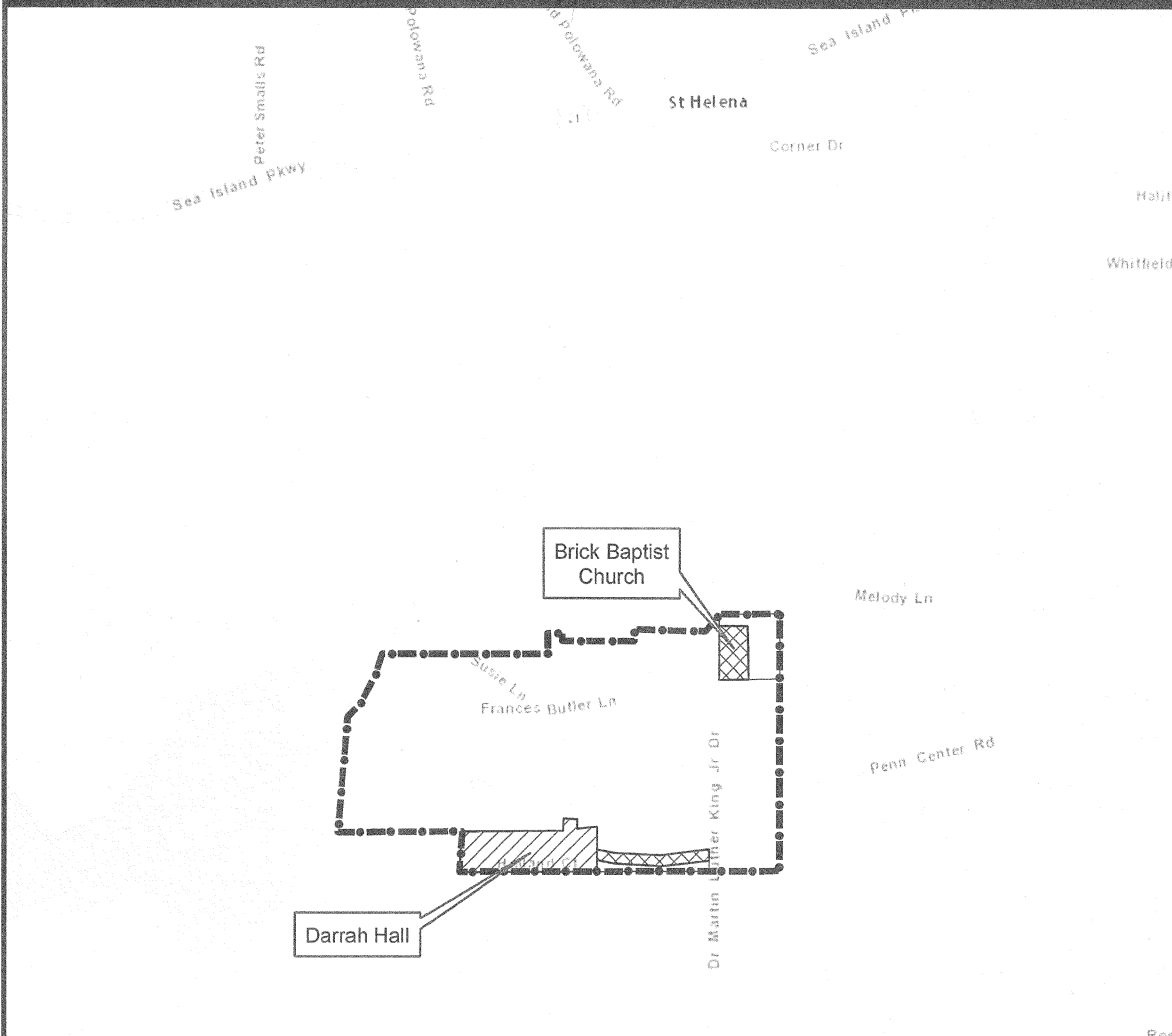 Polowana Rd
Polowana Rd
Sea Island
Peter Smalls Rd
St Helena
Corner Dr
Sea Island Pkwy
Whitfield
Brick Baptist
Church
Melody Ln
Susie Ln
Frances Butler Ln
Penn Center Rd
Dr Martin Luther King Jr Dr
Darrah Hall